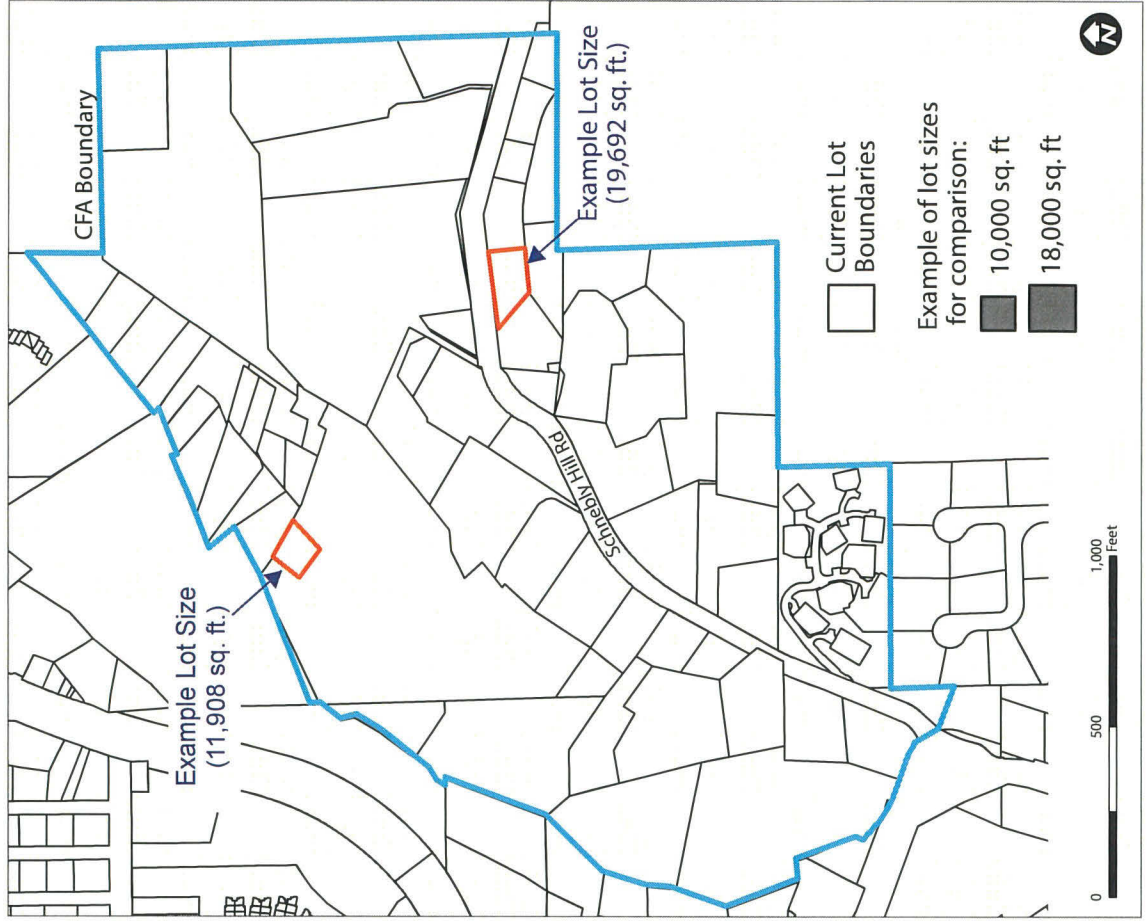 CFA Boundary
Example Lot Size
(11,908 sq. ft.)
Example Lot Size
(19,692 sq. ft.)
Schnebly Hill Rd
Current Lot
Boundaries
Example of lot sizes
for comparison:
10,000 sq. ft
18,000 sq. ft
0
500
1,000
Feet
N